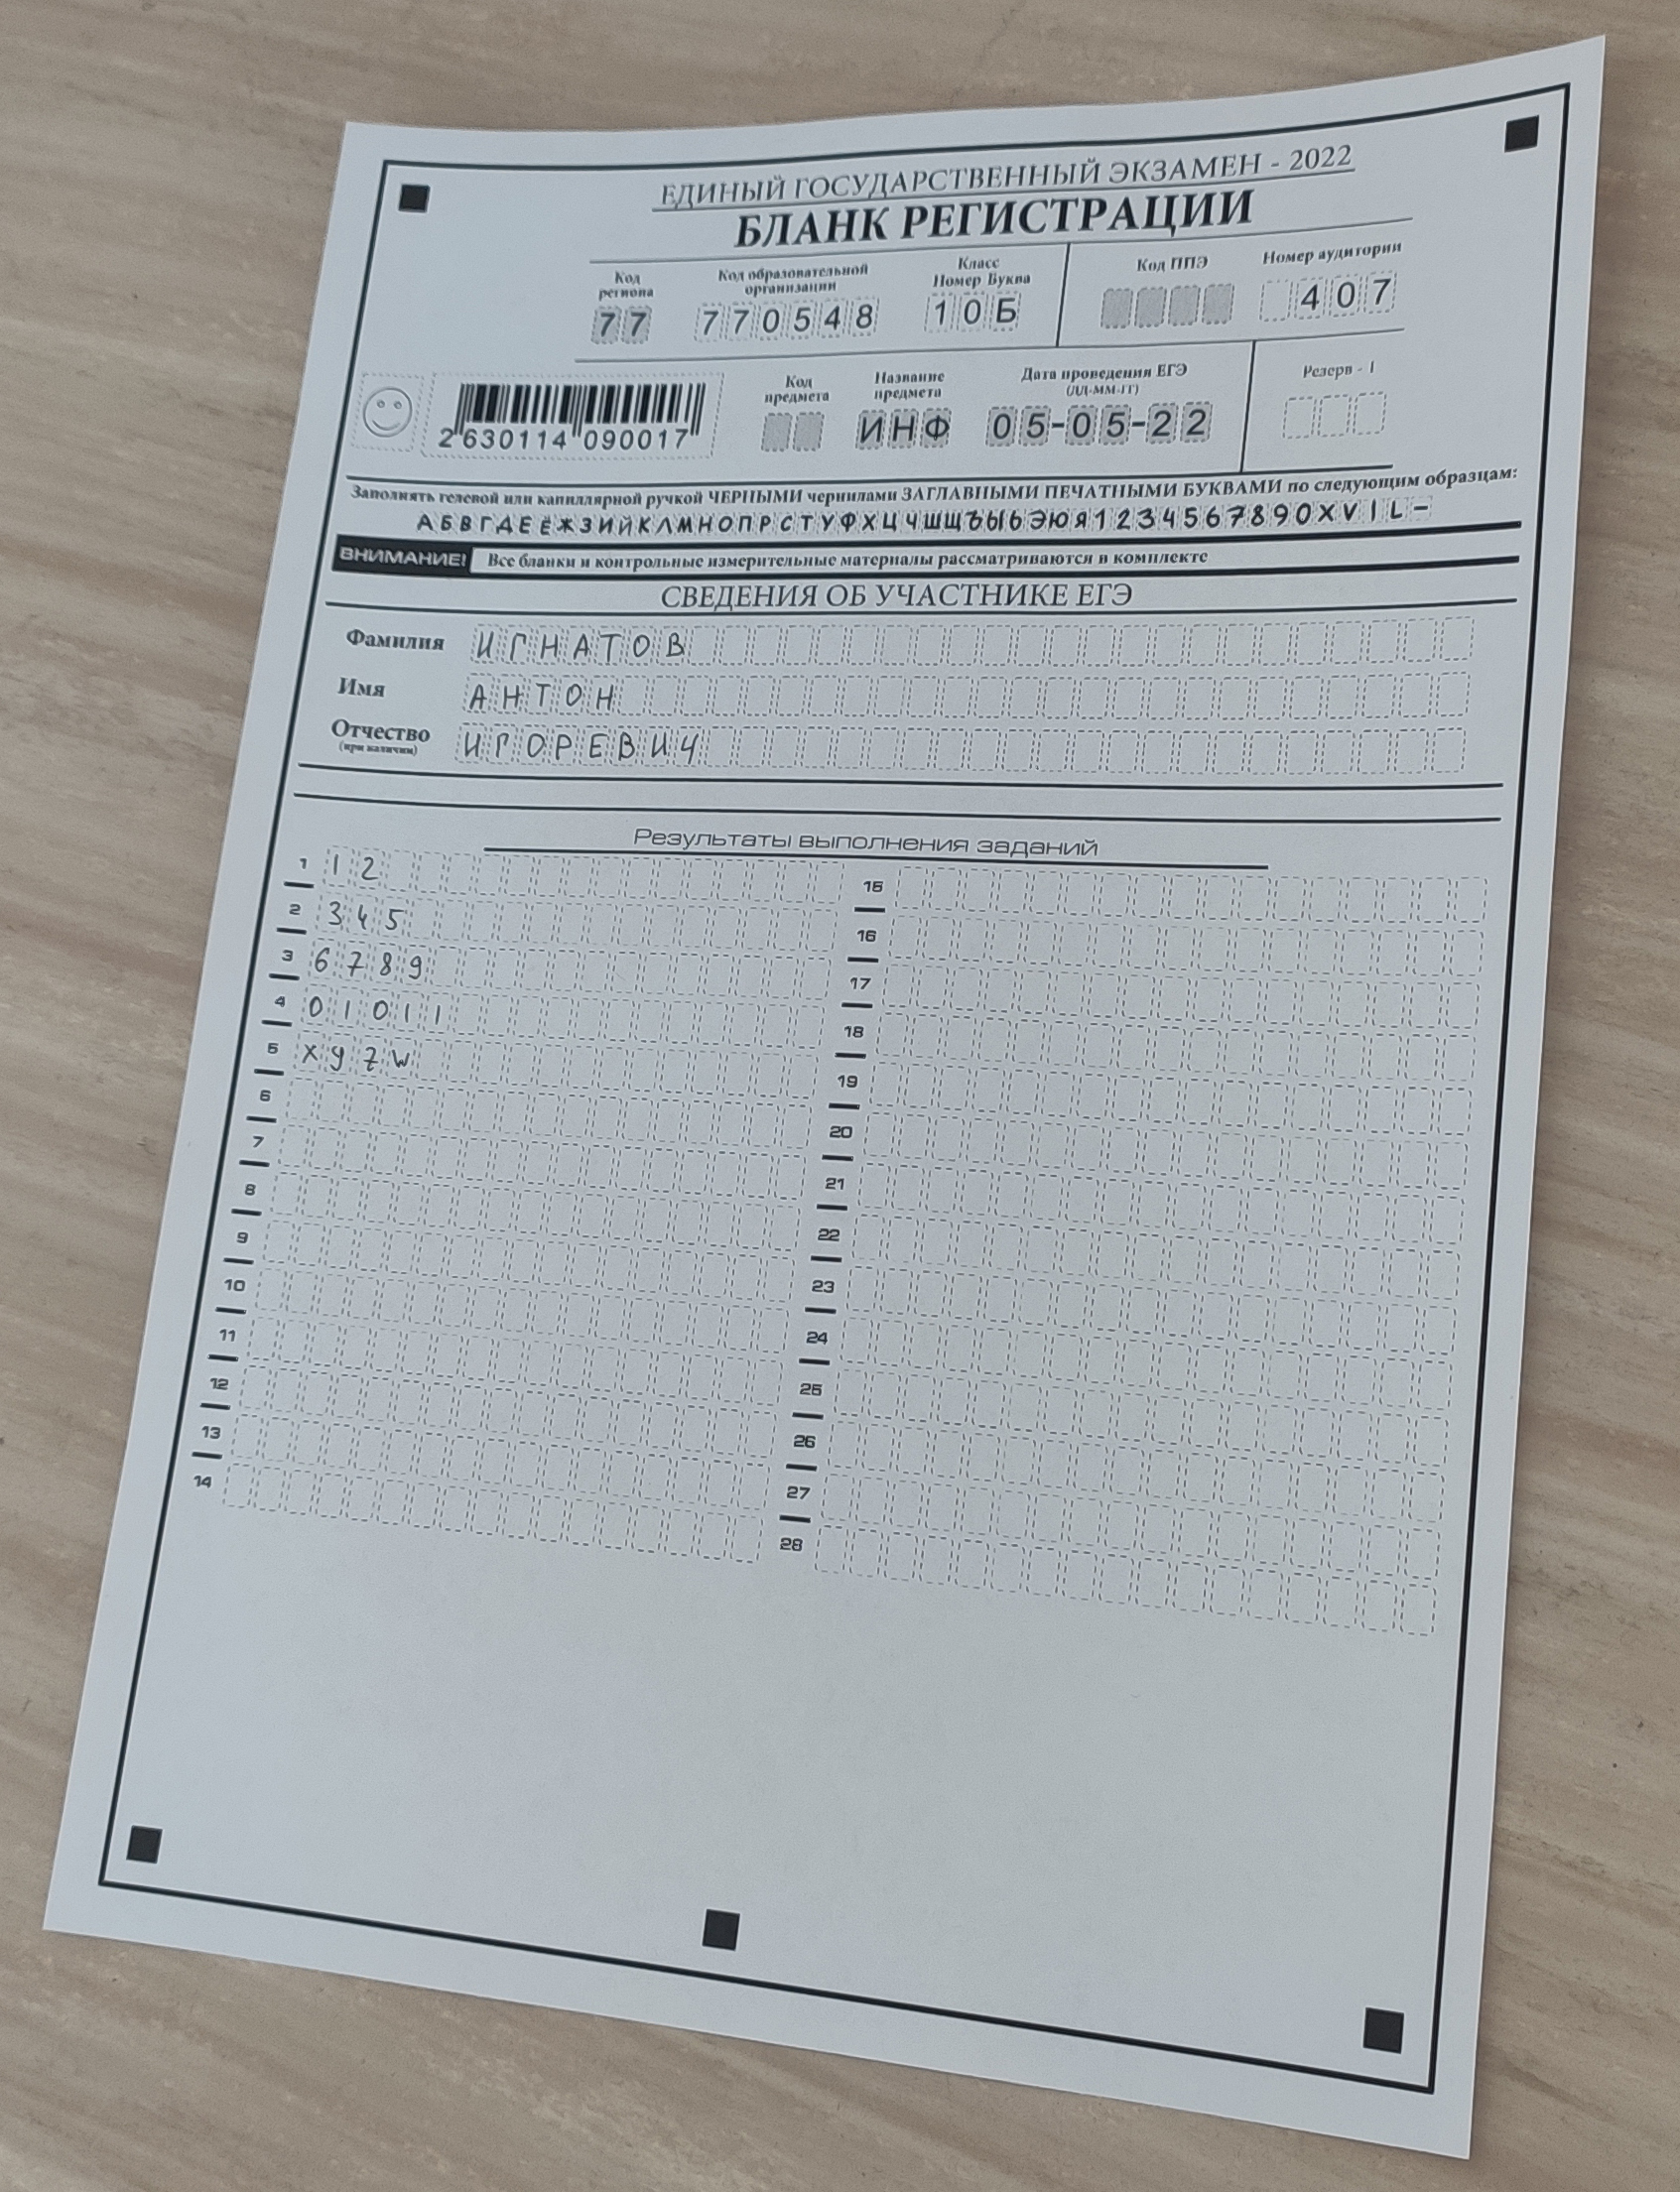 ЕДИНЫЙ ГОСУДАРСТВЕННЫЙ ЭКЗАМЕН - 2022
БЛАНК РЕГИСТРАЦИИ
Код региона
Код образовательной организации
Класс Номер Буква
Код ППЭ
Номер аудитории
77 770548 10Б 407
Код предмета
Название предмета
Дата проведения ЕГЭ (ДД-ММ-ГГ)
Резерв - 1
ИНФ 05-05-22
2630114090017
Заполнять гелевой или капиллярной ручкой ЧЕРНЫМИ чернилами ЗАГЛАВНЫМИ ПЕЧАТНЫМИ БУКВАМИ по следующим образцам:
АБВГДЕЁЖЗИЙКЛМНОПРСТУФХЦЧШЩЪЫЬЭЮЯ1234567890XVIL-
ВНИМАНИЕ! Все бланки и контрольные измерительные материалы рассматриваются в комплекте
СВЕДЕНИЯ ОБ УЧАСТНИКЕ ЕГЭ
Фамилия ИГНАТОВ
Имя АНТОН
Отчество ИГОРЕВИЧ
(при наличии)
Результаты выполнения заданий
1 12 15
2 345 16
3 6789 17
4 01011 18
5 xyzw 19
6 20
7 21
8 22
9 23
10 24
11 25
12 26
13 27
14 28